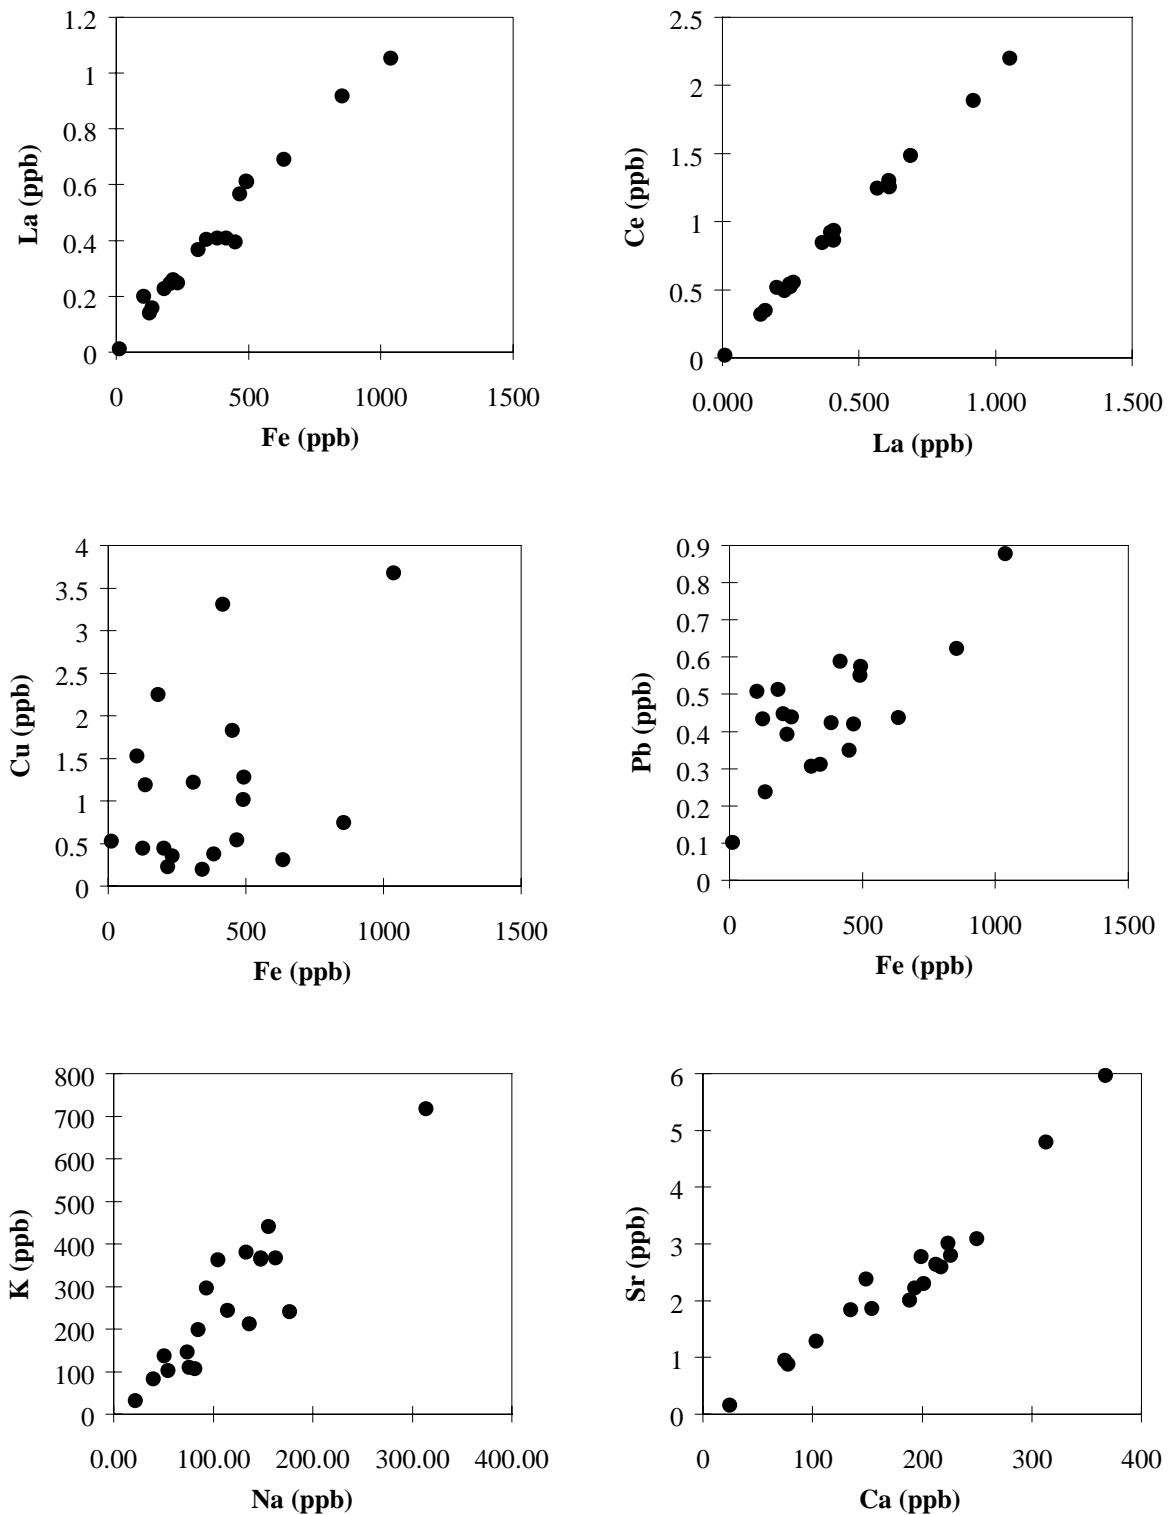 1.2
1
0.8
0.6
0.4
0.2
0
La (ppb)
0 500 1000 1500
Fe (ppb)
2.5
2
1.5
1
0.5
0
Ce (ppb)
0.000 0.500 1.000 1.500
La (ppb)
4
3.5
3
2.5
2
1.5
1
0.5
0
Cu (ppb)
0 500 1000 1500
Fe (ppb)
0.9
0.8
0.7
0.6
0.5
0.4
0.3
0.2
0.1
0
Pb (ppb)
0 500 1000 1500
Fe (ppb)
800
700
600
500
400
300
200
100
0
K (ppb)
0.00 100.00 200.00 300.00 400.00
Na (ppb)
6
5
4
3
2
1
0
Sr (ppb)
0 100 200 300 400
Ca (ppb)